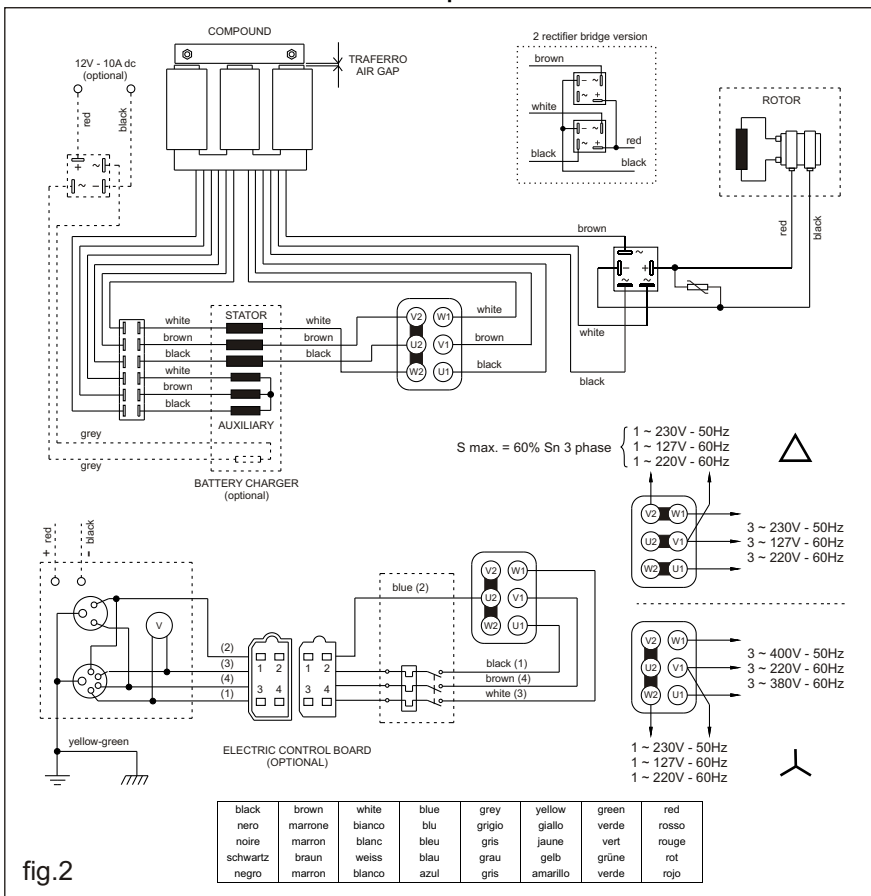 COMPOUND
TRAFERRO
AIR GAP
12V - 10A dc
(optional)
red
black
+
~
~
-
2 rectifier bridge version
brown
white
black
red
black
- ~
~ +
- ~
~ +
ROTOR
red
black
brown
~
- +
~ ~
white
black
STATOR
white
brown
black
white
brown
black
white
brown
black
AUXILIARY
grey
grey
BATTERY CHARGER
(optional)
V2 W1
U2 V1
W2 U1
white
brown
black
S max. = 60% Sn 3 phase
1 ~ 230V - 50Hz
1 ~ 127V - 60Hz
1 ~ 220V - 60Hz
V2 W1
U2 V1
W2 U1
3 ~ 230V - 50Hz
3 ~ 127V - 60Hz
3 ~ 220V - 60Hz
V2 W1
U2 V1
W2 U1
3 ~ 400V - 50Hz
3 ~ 220V - 60Hz
3 ~ 380V - 60Hz
1 ~ 230V - 50Hz
1 ~ 127V - 60Hz
1 ~ 220V - 60Hz
+ red
- black
V
(2)
(3)
(4)
(1)
yellow-green
1 2
3 4
1 2
3 4
ELECTRIC CONTROL BOARD
(OPTIONAL)
blue (2)
V2 W1
U2 V1
W2 U1
black (1)
brown (4)
white (3)
black brown white blue grey yellow green red
nero marrone bianco blu grigio giallo verde rosso
noire marron blanc bleu gris jaune vert rouge
schwartz braun weiss blau grau gelb grüne rot
negro marron blanco azul gris amarillo verde rojo
fig.2